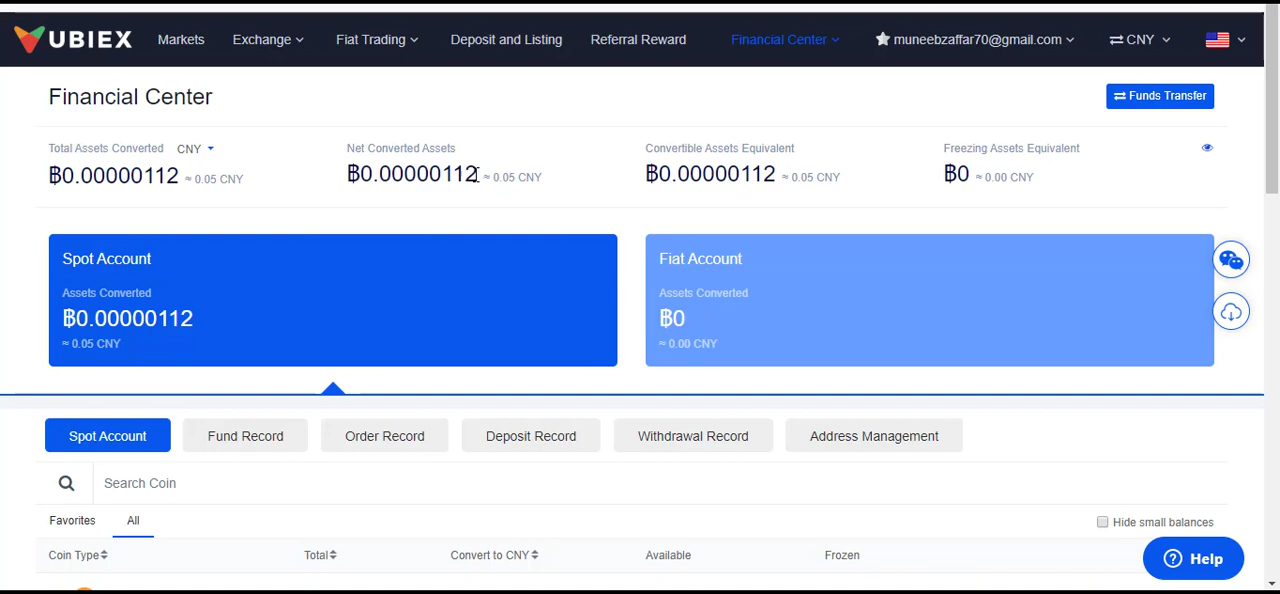 UBIEX Markets Exchange Fiat Trading Deposit and Listing Referral Reward Financial Center muneebzaffar70@gmail.com CNY
Financial Center
Funds Transfer
Total Assets Converted CNY Net Converted Assets Convertible Assets Equivalent Freezing Assets Equivalent
฿0.00000112 ≈ 0.05 CNY ฿0.00000112 ≈ 0.05 CNY ฿0.00000112 ≈ 0.05 CNY ฿0 ≈ 0.00 CNY
Spot Account
Assets Converted
฿0.00000112
≈ 0.05 CNY
Fiat Account
Assets Converted
฿0
≈ 0.00 CNY
Spot Account Fund Record Order Record Deposit Record Withdrawal Record Address Management
Search Coin
Favorites All Hide small balances
Coin Type Total Convert to CNY Available Frozen
Help